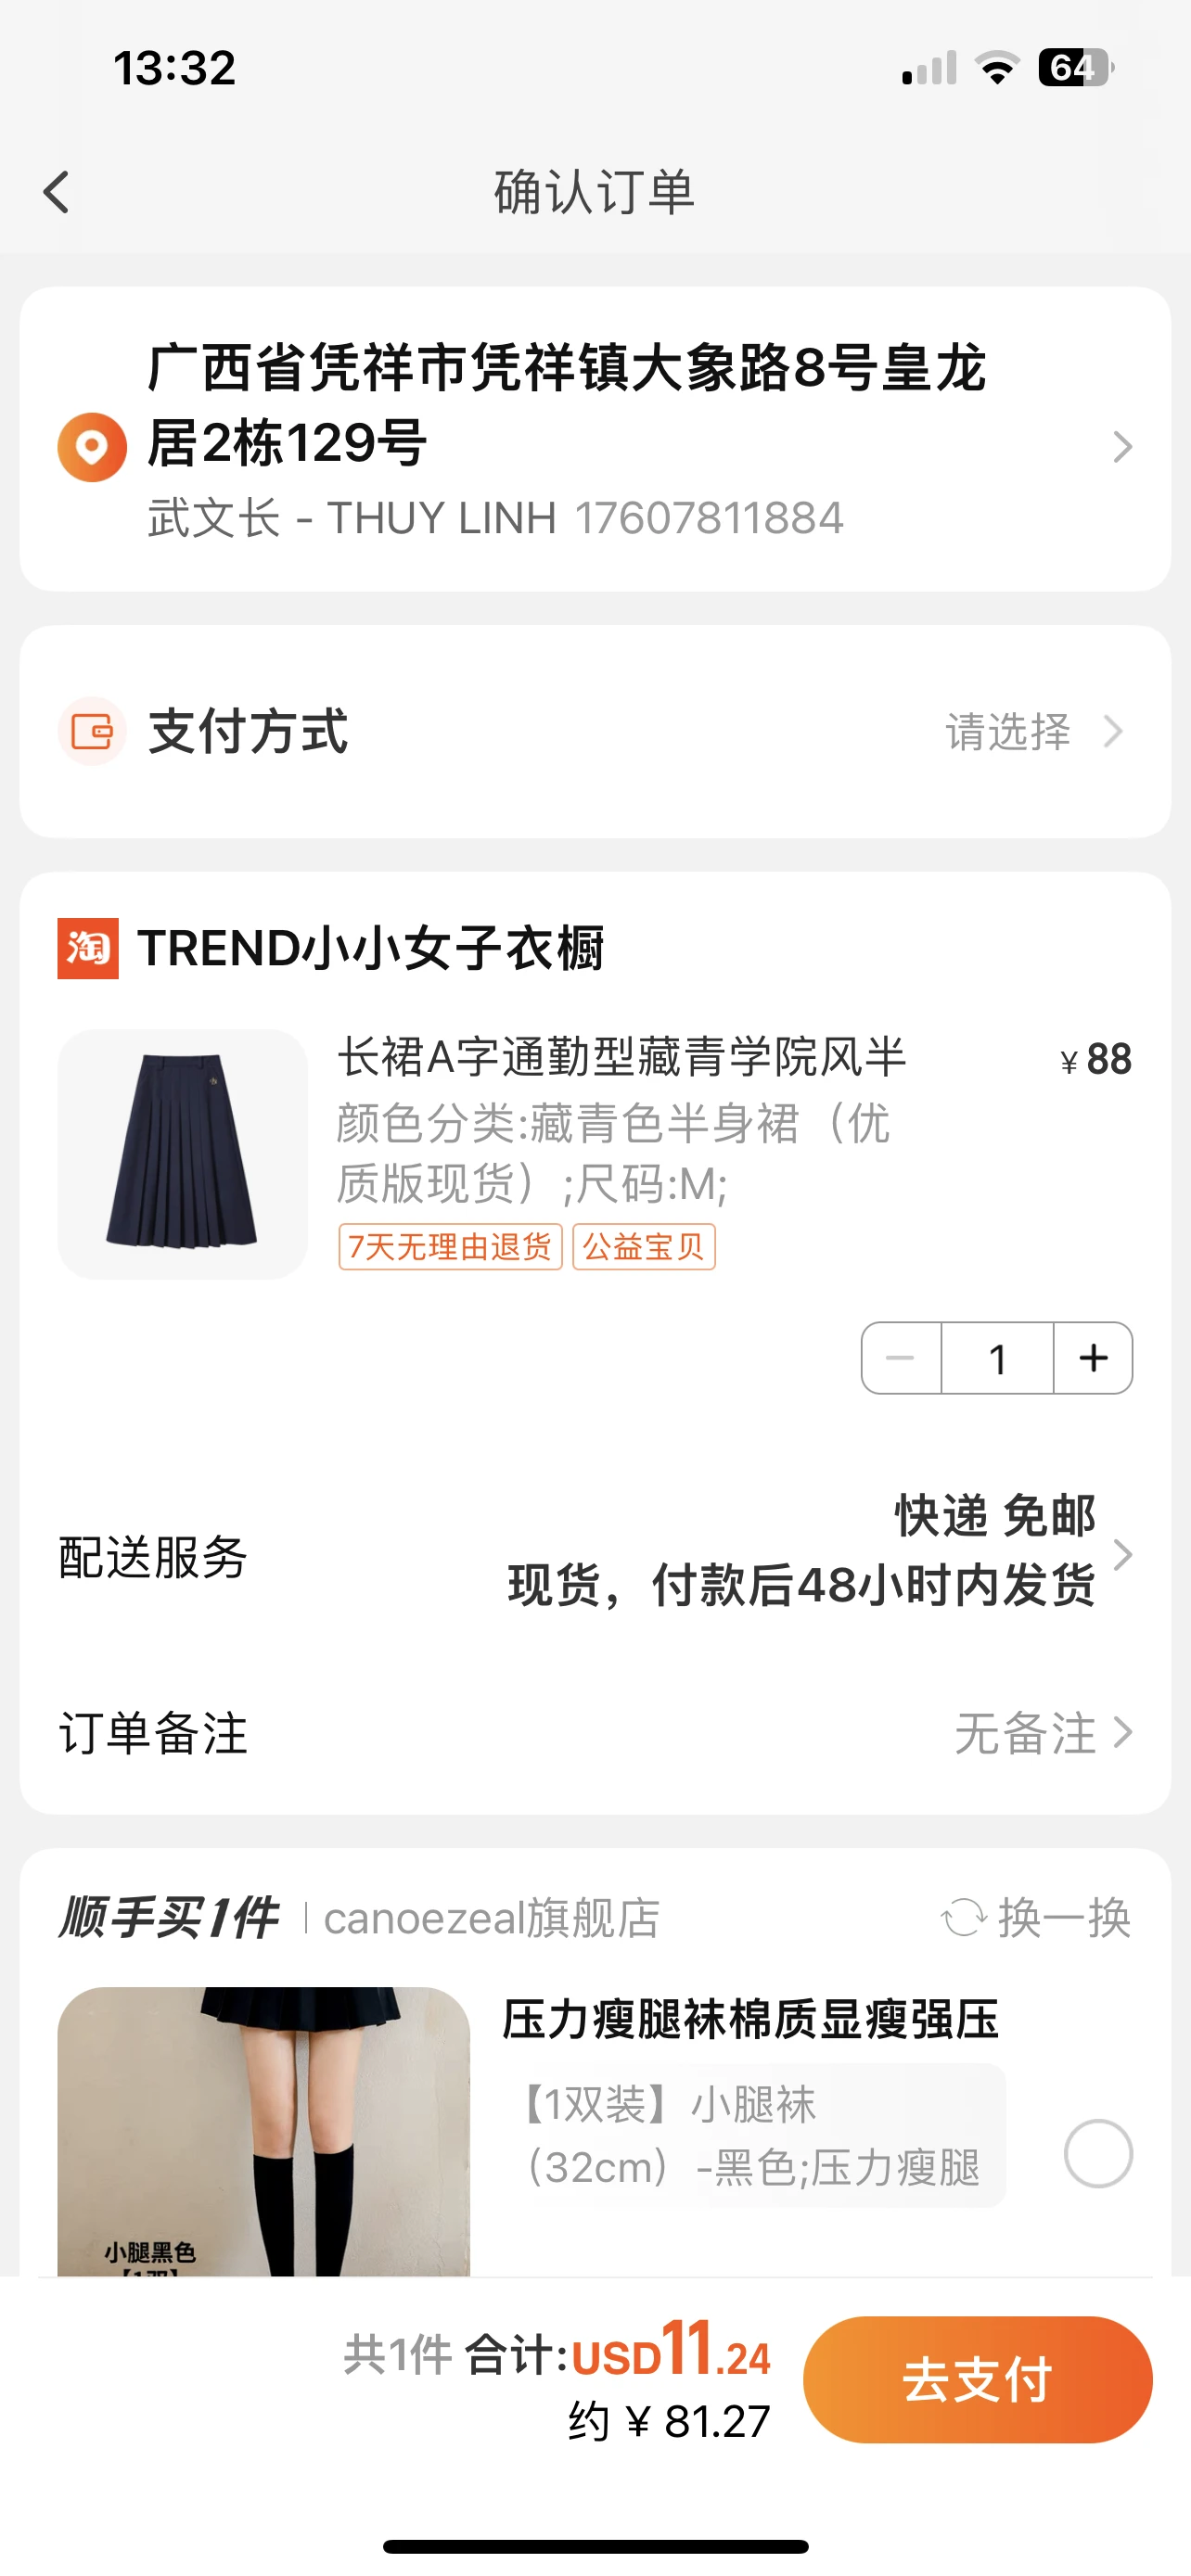 13:32
64
确认订单
广西省凭祥市凭祥镇大象路8号皇龙
居2栋129号
武文长 - THUY LINH 17607811884
支付方式
请选择
淘 TREND小小女子衣橱
长裙A字通勤型藏青学院风半
¥ 88
颜色分类:藏青色半身裙（优
质版现货）;尺码:M;
7天无理由退货 公益宝贝
1
快递 免邮
配送服务
现货，付款后48小时内发货
订单备注
无备注
顺手买1件 canoezeal旗舰店
换一换
压力瘦腿袜棉质显瘦强压
【1双装】小腿袜
（32cm）-黑色;压力瘦腿
小腿黑色
【1双】
共1件 合计:USD11.24
约 ¥ 81.27
去支付